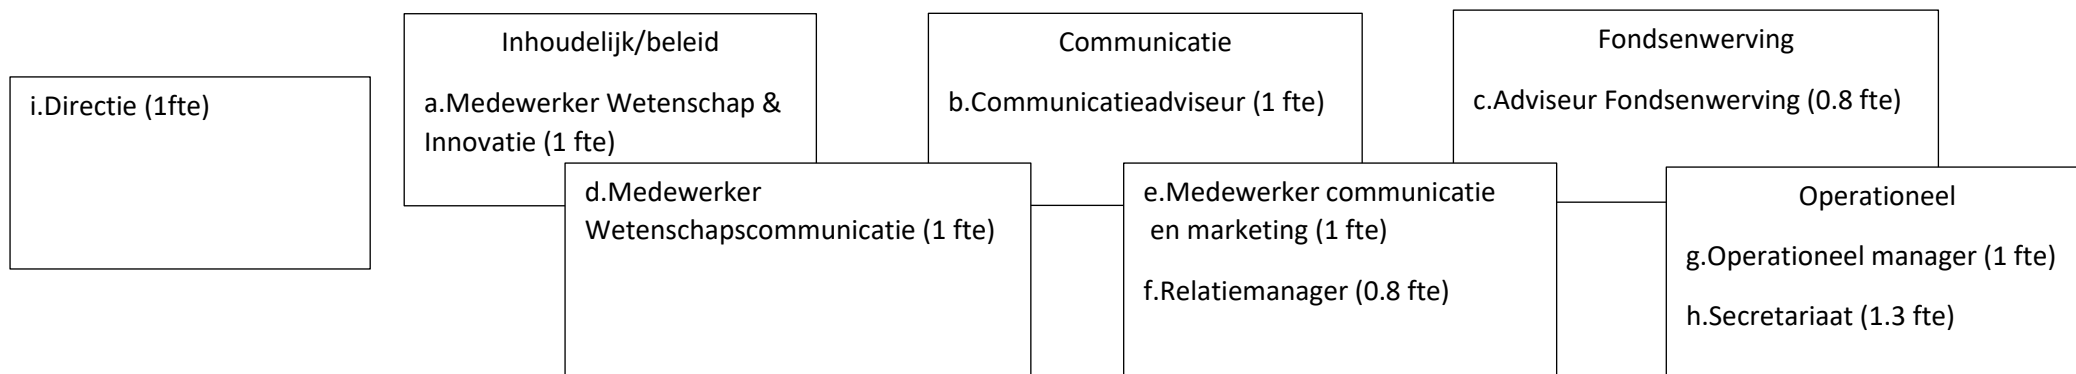 i.Directie (1fte)
Inhoudelijk/beleid
a.Medewerker Wetenschap &
Innovatie (1 fte)
Communicatie
b.Communicatieadviseur (1 fte)
Fondsenwerving
c.Adviseur Fondsenwerving (0.8 fte)
d.Medewerker
Wetenschapscommunicatie (1 fte)
e.Medewerker communicatie
en marketing (1 fte)
f.Relatiemanager (0.8 fte)
Operationeel
g.Operationeel manager (1 fte)
h.Secretariaat (1.3 fte)